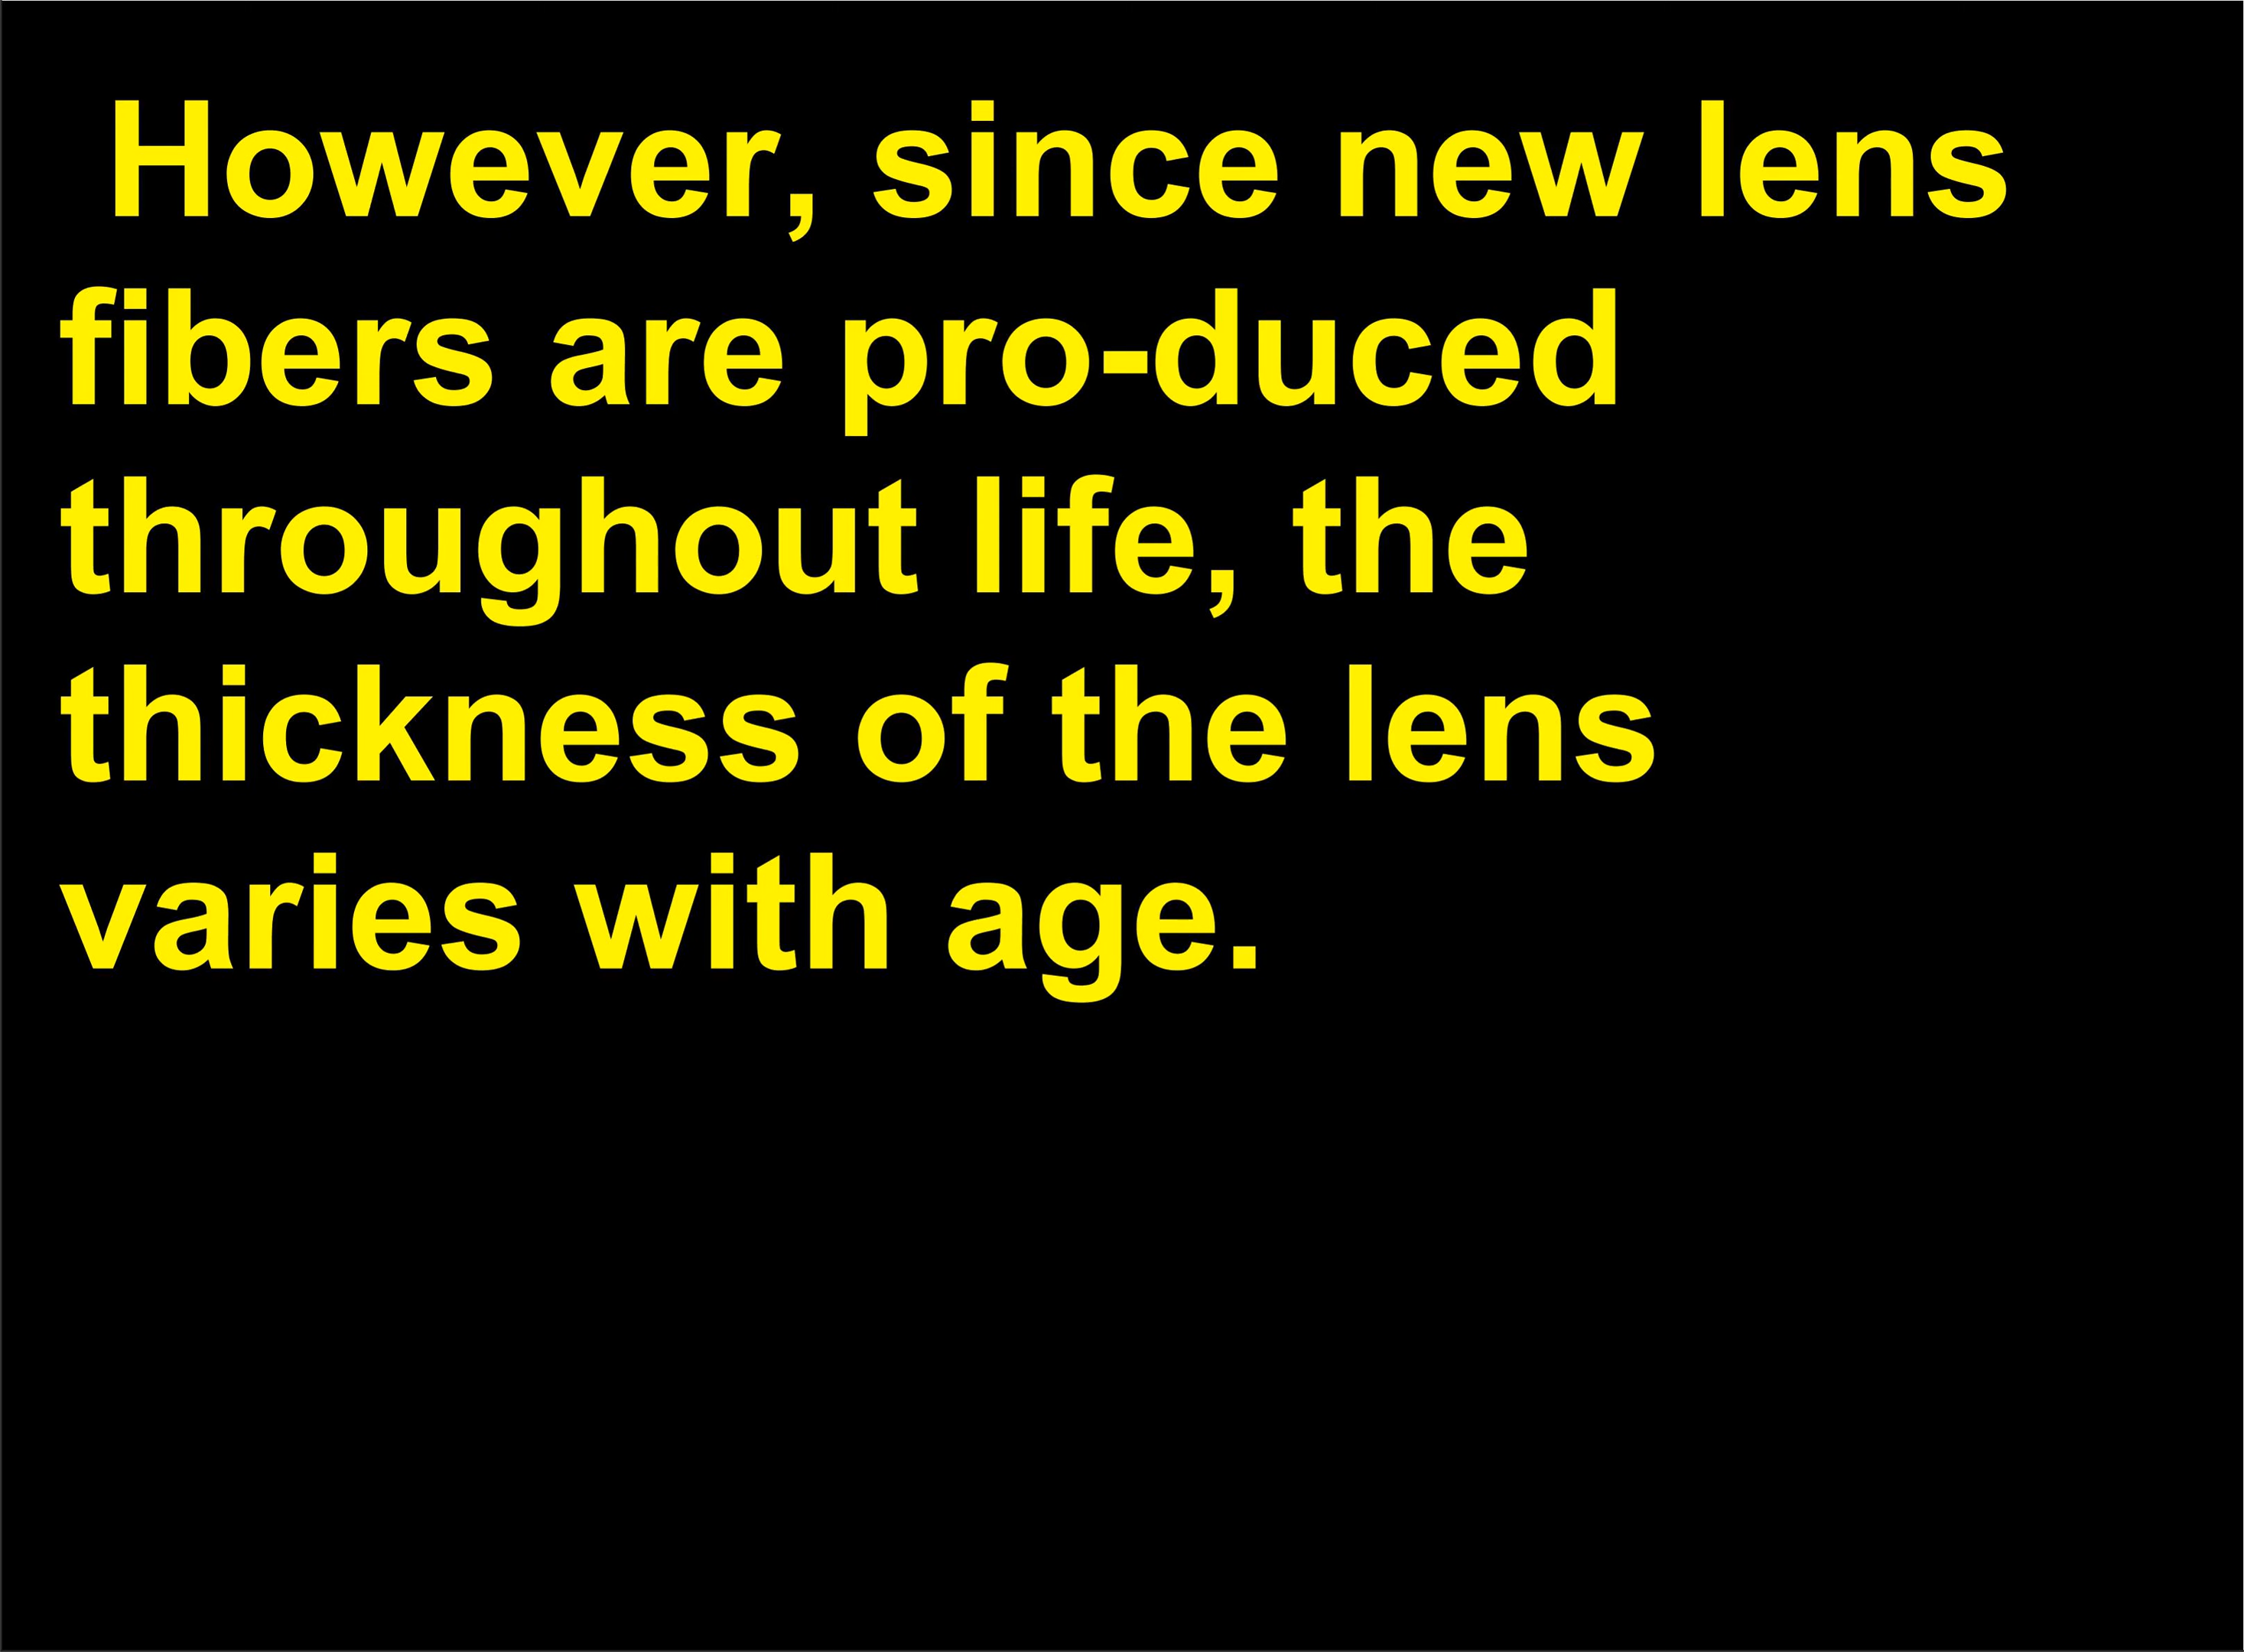 However, since new lens
fibers are pro-duced
throughout life, the
thickness of the lens
varies with age.